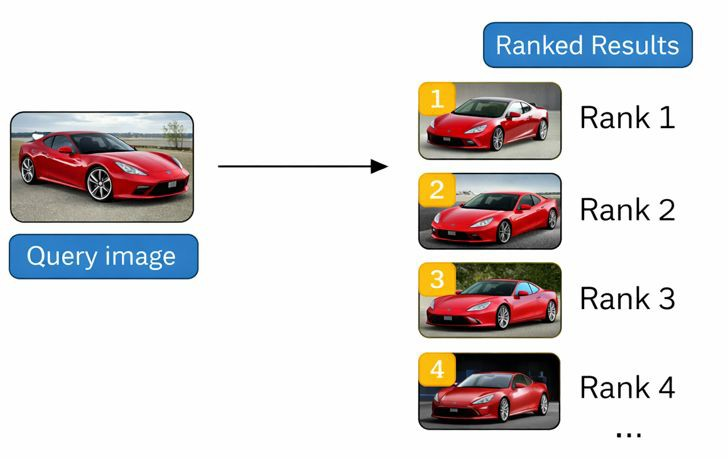 Ranked Results
Query image
1
Rank 1
2
Rank 2
3
Rank 3
4
Rank 4
...